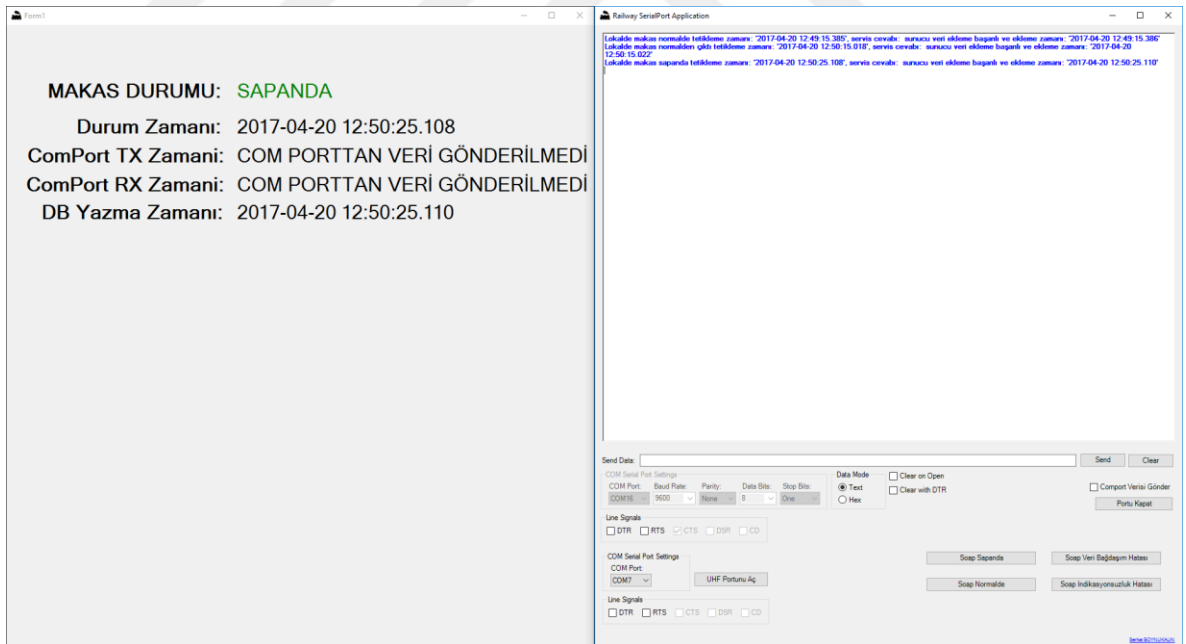 Form1
MAKAS DURUMU: SAPANDA
Durum Zamanı: 2017-04-20 12:50:25.108
ComPort TX Zamani: COM PORTTAN VERİ GÖNDERİLMEDİ
ComPort RX Zamani: COM PORTTAN VERİ GÖNDERİLMEDİ
DB Yazma Zamanı: 2017-04-20 12:50:25.110
Railway SerialPort Application
Lokalde makas normalde tetikleme zamanı: '2017-04-20 12:49:15.385', servis cevabı: sunucu veri ekleme başarılı ve ekleme zamanı: '2017-04-20 12:49:15.386'
Lokalde makas normalden çıktı tetikleme zamanı: '2017-04-20 12:50:15.018', servis cevabı: sunucu veri ekleme başarılı ve ekleme zamanı: '2017-04-20
12:50:15.022'
Lokalde makas sapanda tetikleme zamanı: '2017-04-20 12:50:25.108', servis cevabı: sunucu veri ekleme başarılı ve ekleme zamanı: '2017-04-20 12:50:25.110'
Send Data: Send Clear
COM Serial Port Settings Data Mode Clear on Open
COM Port: Baud Rate: Parity: Data Bits: Stop Bits: Text Comport Verisi Gönder
COM16 9600 None 8 One Hex Clear with DTR Portu Kapat
Line Signals
DTR RTS CTS DSR CD
COM Serial Port Settings Soap Sapanda Soap Veri Bağdaşım Hatası
COM Port:
COM7 UHF Portunu Aç Soap Normalde Soap Indikasyonsuzluk Hatası
Line Signals
DTR RTS CTS DSR CD